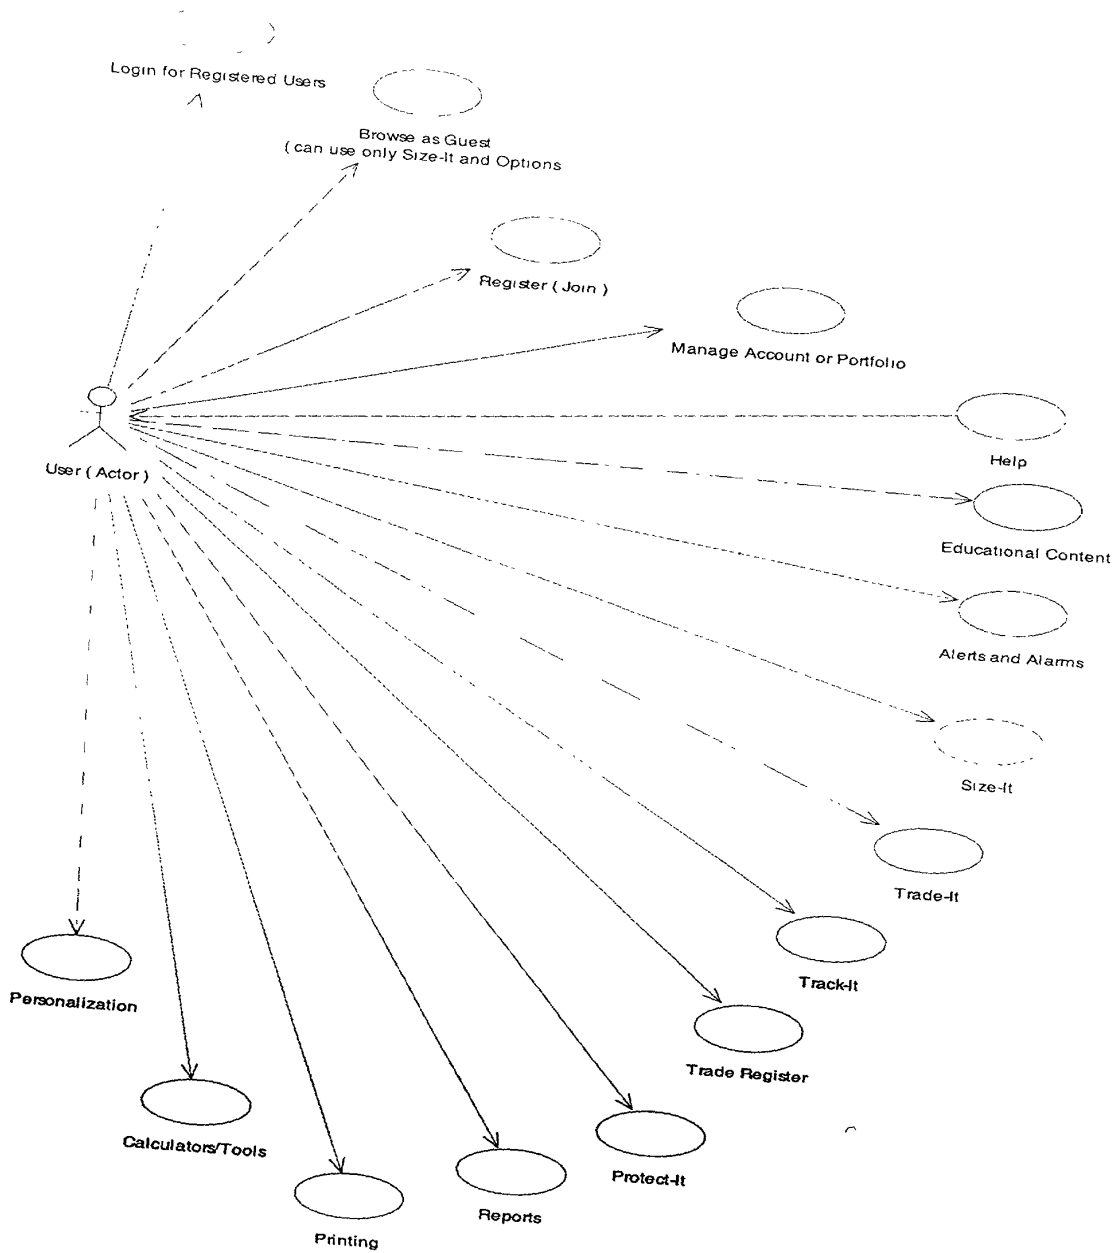 Login for Registered Users
Browse as Guest
( can use only Size-It and Options
Register ( Join )
Manage Account or Portfolio
User ( Actor )
Help
Educational Content
Alerts and Alarms
Size-It
Trade-It
Track-It
Trade Register
Protect-It
Reports
Printing
Calculators/Tools
Personalization